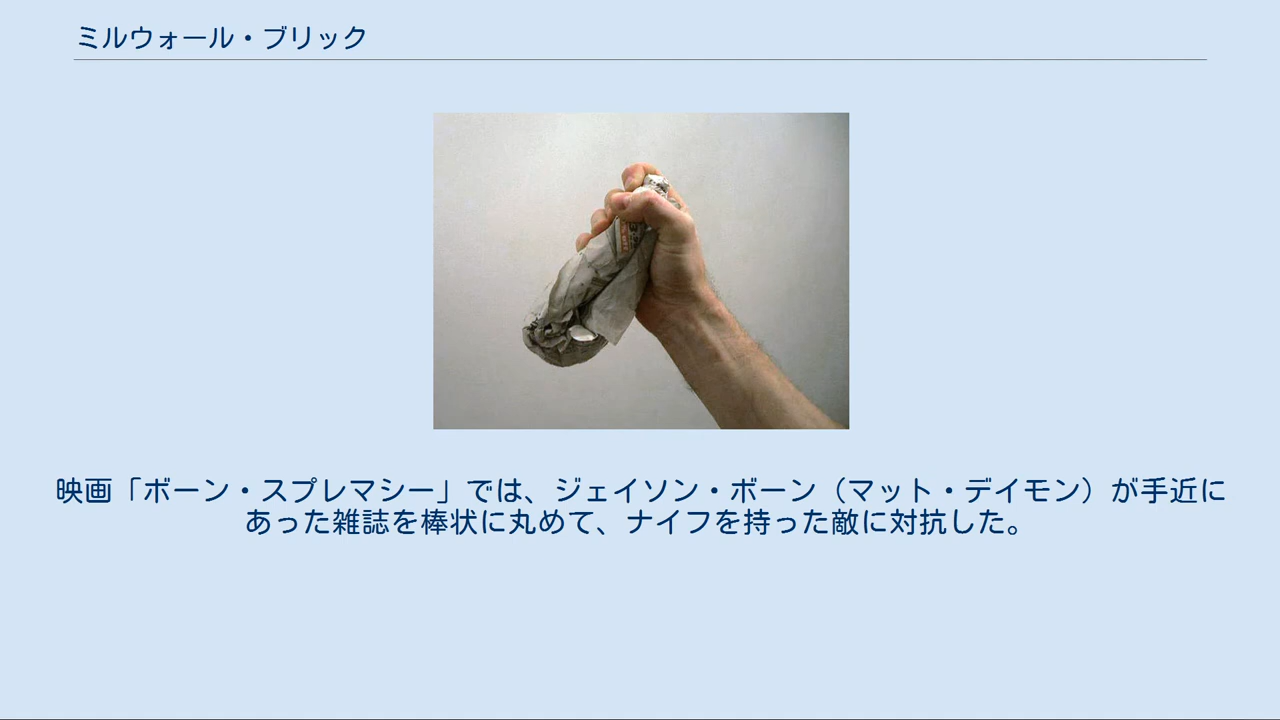 ミルウォール・ブリック
映画「ボーン・スプレマシー」では、ジェイソン・ボーン（マット・デイモン）が手近に
あった雑誌を棒状に丸めて、ナイフを持った敵に対抗した。